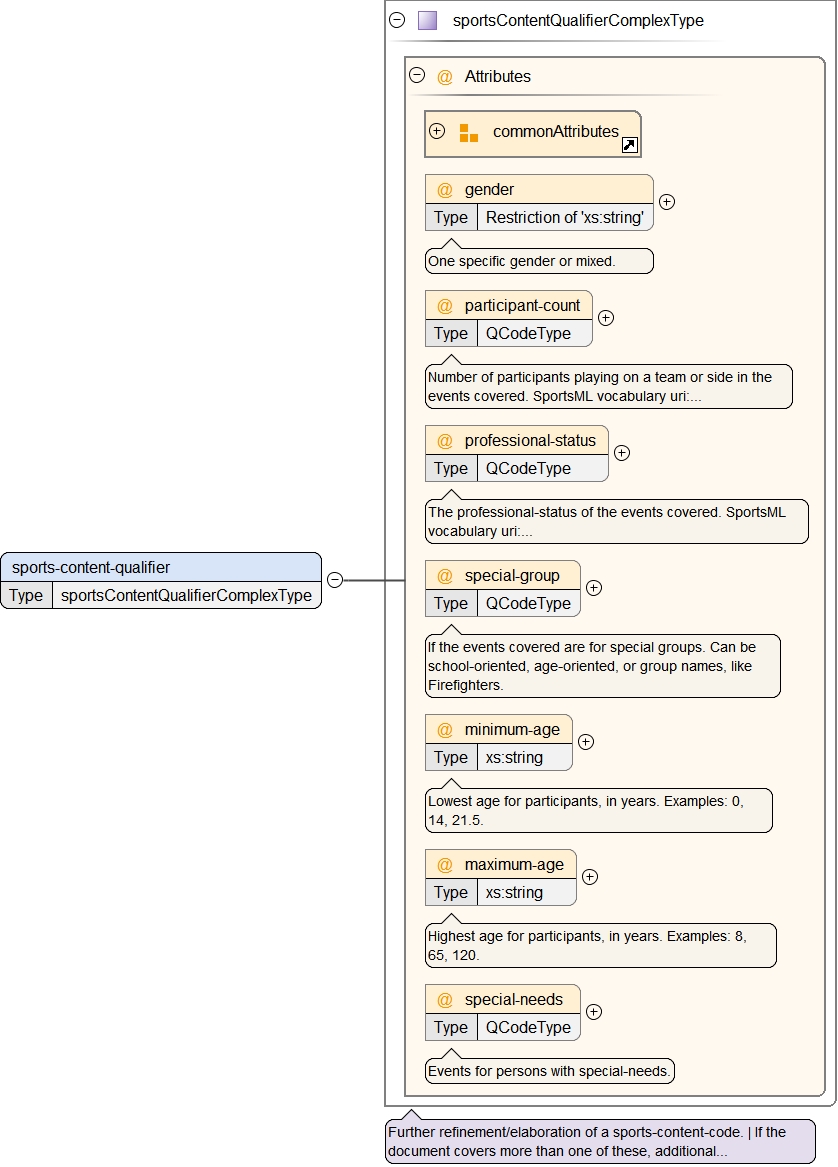 sportsContentQualifierComplexType
@ Attributes
commonAttributes
@ gender
Type Restriction of 'xs:string'
One specific gender or mixed.
@ participant-count
Type QCodeType
Number of participants playing on a team or side in the
events covered. SportsML vocabulary uri:...
@ professional-status
Type QCodeType
The professional-status of the events covered. SportsML
vocabulary uri:...
sports-content-qualifier
Type sportsContentQualifierComplexType
@ special-group
Type QCodeType
If the events covered are for special groups. Can be
school-oriented, age-oriented, or group names, like
Firefighters.
@ minimum-age
Type xs:string
Lowest age for participants, in years. Examples: 0,
14, 21.5.
@ maximum-age
Type xs:string
Highest age for participants, in years. Examples: 8,
65, 120.
@ special-needs
Type QCodeType
Events for persons with special-needs.
Further refinement/elaboration of a sports-content-code. | If the
document covers more than one of these, additional...